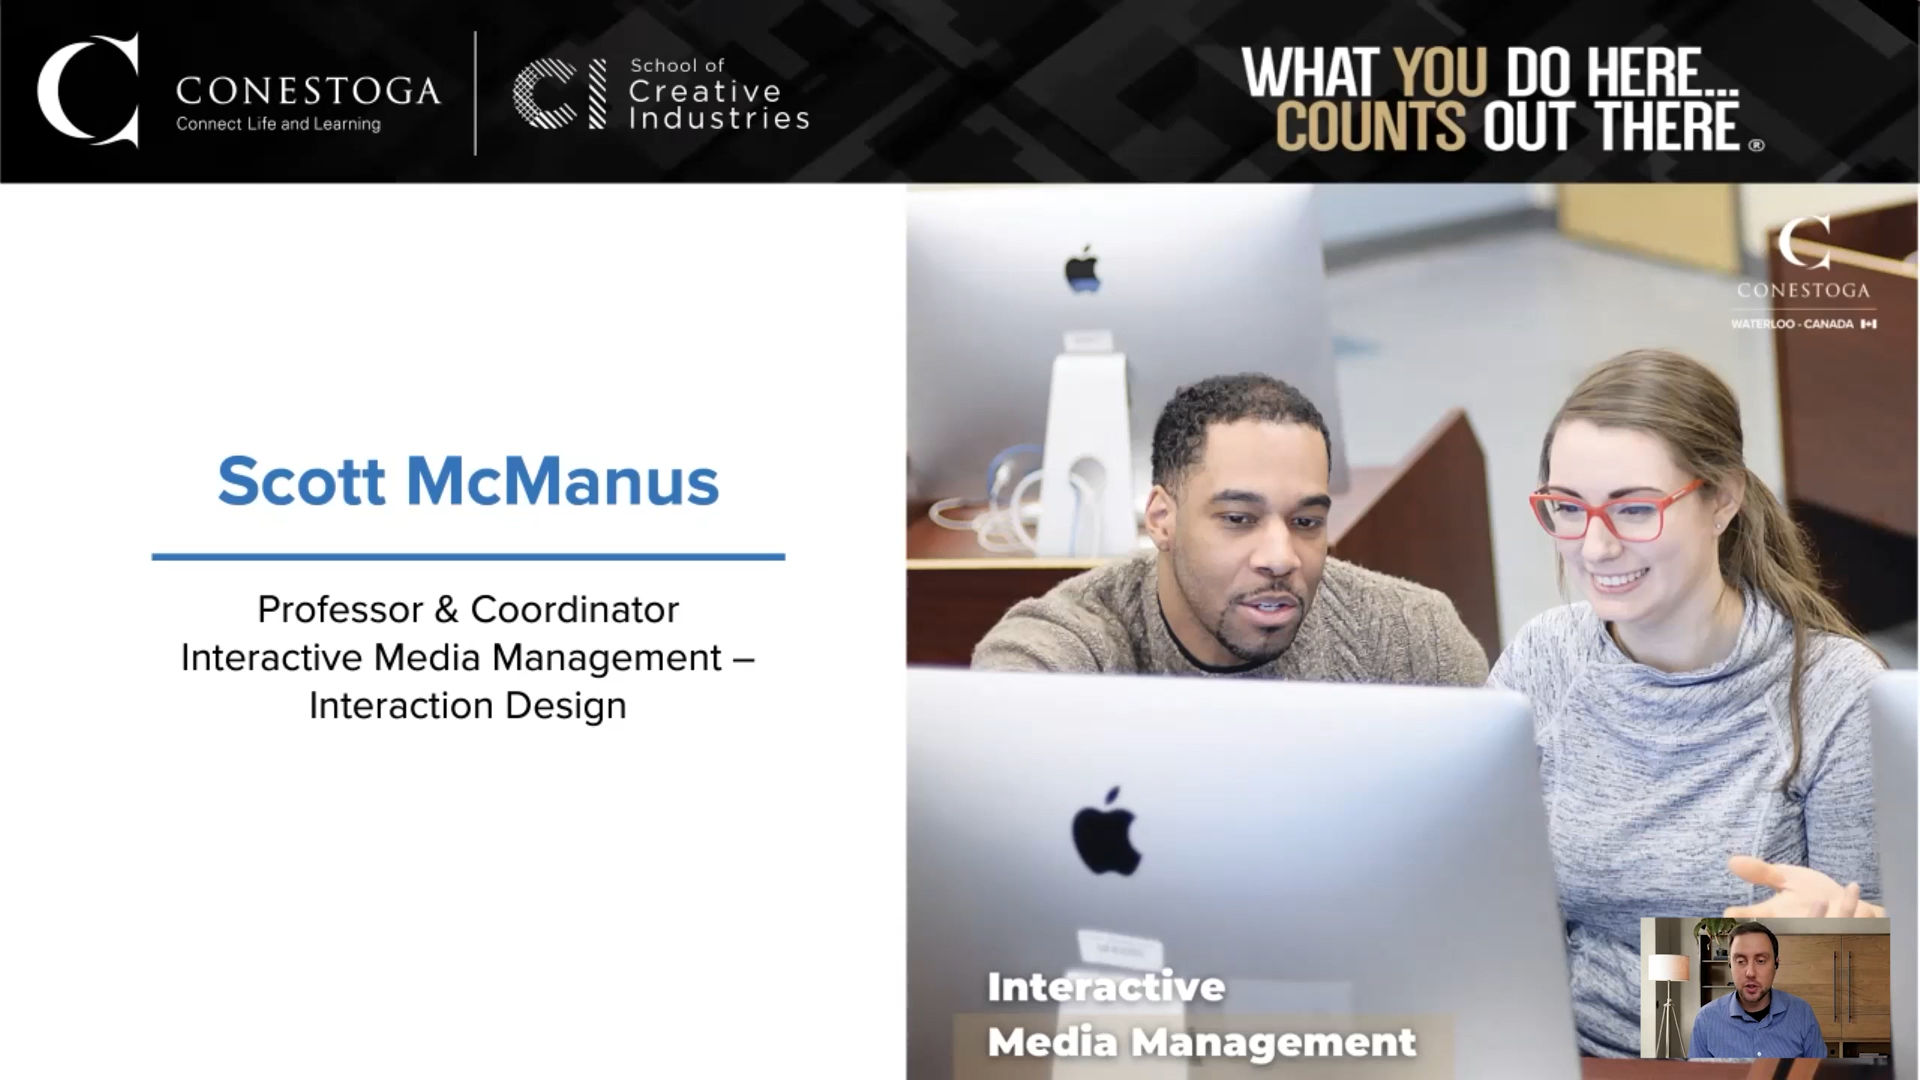 CONESTOGA
Connect Life and Learning
CI
School of
Creative
Industries
WHAT YOU DO HERE...
COUNTS OUT THERE®
CONESTOGA
WATERLOO - CANADA
Scott McManus
Professor & Coordinator
Interactive Media Management –
Interaction Design
Interactive
Media Management